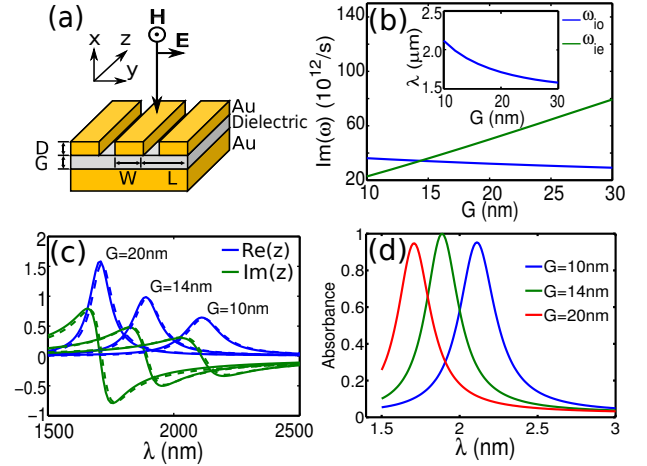 (a)
H
E
x
z
y
Au
Dielectric
Au
D
G
W
L
(b)
Im(ω) (10^12/s)
140
100
60
20
10
15
20
25
30
G (nm)
ω_io
ω_ie
λ (μm)
2.5
2.0
1.5
10
20
30
G (nm)
(c)
2
1.5
1
0.5
0
−0.5
−1
1500
2000
2500
λ (nm)
Re(z)
Im(z)
G=20nm
G=14nm
G=10nm
(d)
Absorbance
1
0.8
0.6
0.4
0.2
0
1.5
2
2.5
3
λ (nm)
G=10nm
G=14nm
G=20nm